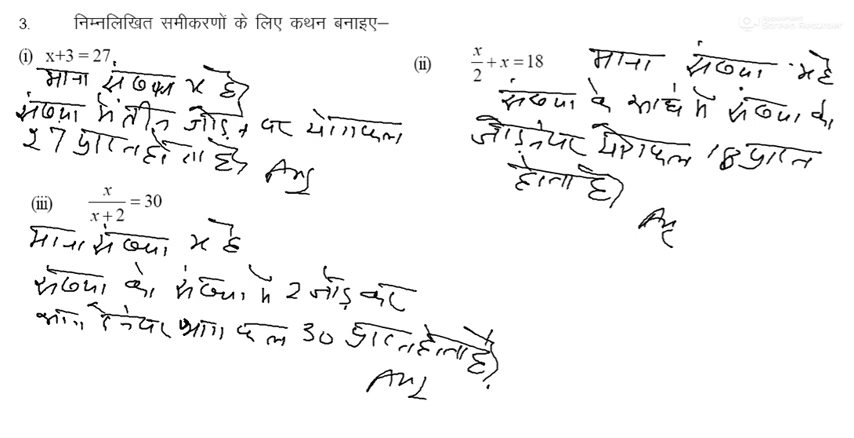 3. निम्नलिखित समीकरणों के लिए कथन बनाइए–
(i) x+3 = 27
माना संख्या x है।
संख्या में तीन जोड़ने पर योगफल
27 प्राप्त होता है। Ans
(ii) x/2 + x = 18
माना संख्या x है
संख्या के आधे में संख्या को
जोड़ने पर योगफल 18 प्राप्त
होता है।
Ans
(iii) x/(x+2) = 30
माना संख्या x है
संख्या को संख्या में 2 जोड़ कर
भाग देने पर भागफल 30 प्राप्त होता है।
Ans